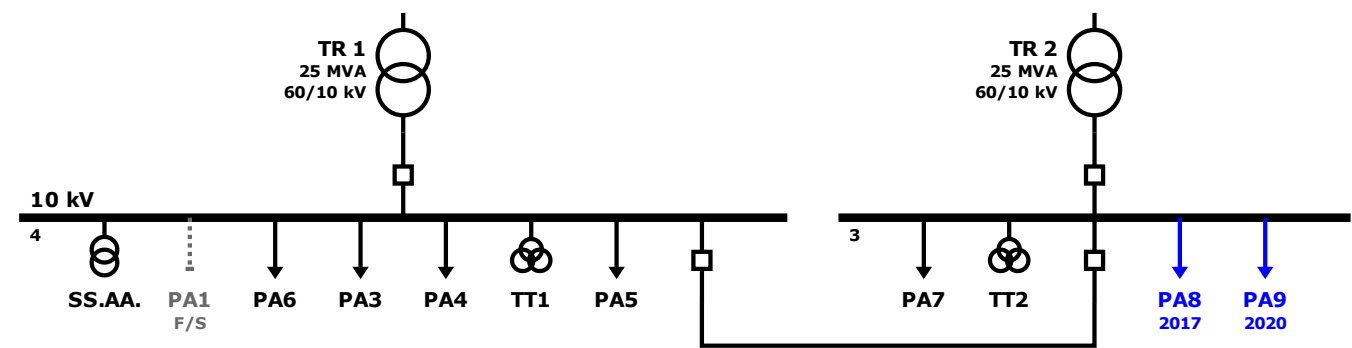 TR 1
25 MVA
60/10 kV
TR 2
25 MVA
60/10 kV
10 kV
4
3
SS.AA.
PA1
F/S
PA6
PA3
PA4
TT1
PA5
PA7
TT2
PA8
2017
PA9
2020